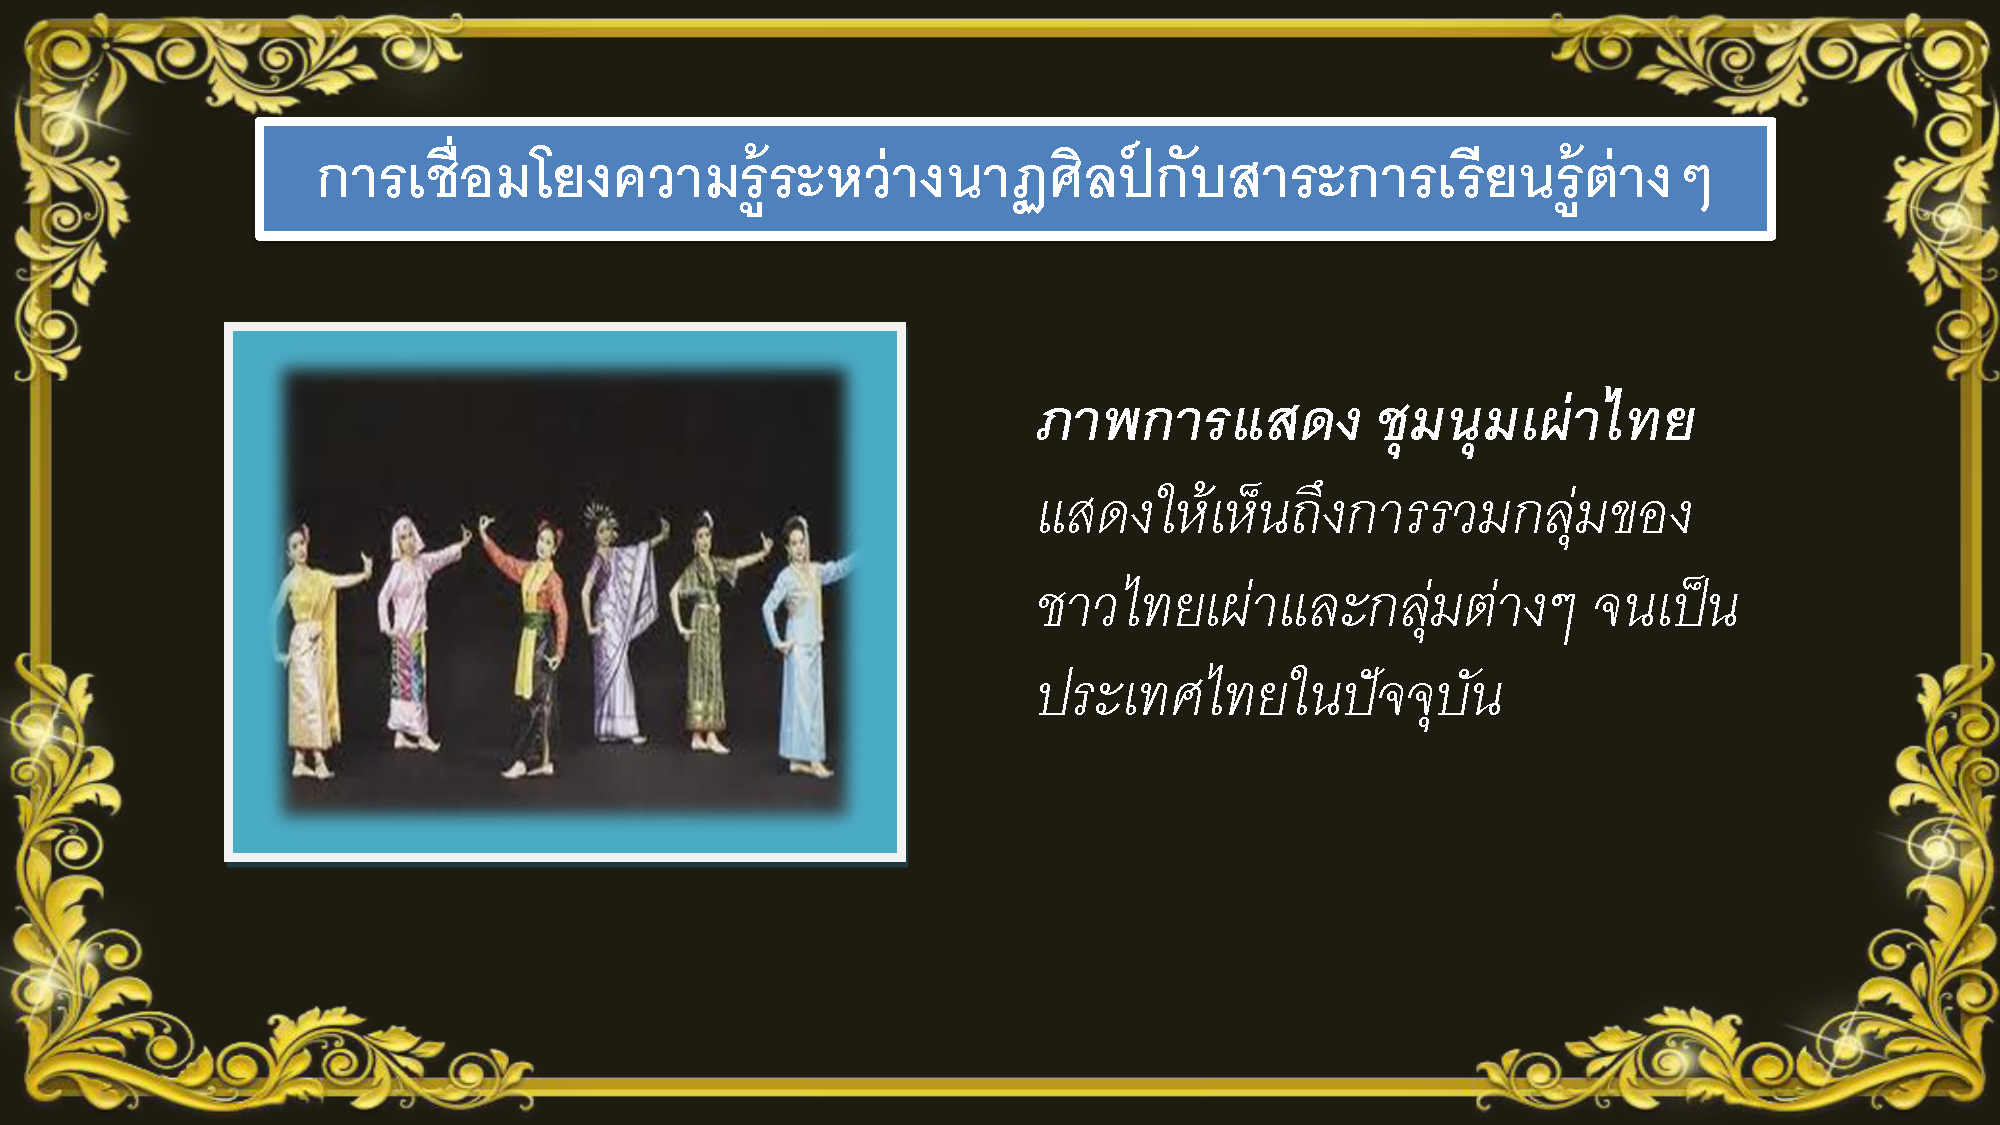 การเชื่อมโยงความรู้ระหว่างนาฏศิลป์กับสาระการเรียนรู้ต่าง ๆ
ภาพการแสดง ชุมนุมเผ่าไทย
แสดงให้เห็นถึงการรวมกลุ่มของ
ชาวไทยเผ่าและกลุ่มต่างๆ จนเป็น
ประเทศไทยในปัจจุบัน